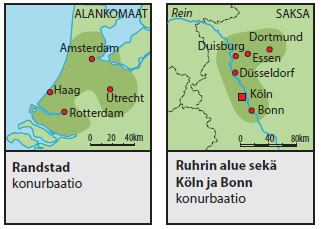 ALANKOMAAT
Amsterdam
Haag
Utrecht
Rotterdam
0 20 40km
Randstad
konurbaatio
Rein
SAKSA
Dortmund
Duisburg
Essen
Düsseldorf
Köln
Bonn
0 40 80km
Ruhrin alue sekä
Köln ja Bonn
konurbaatio